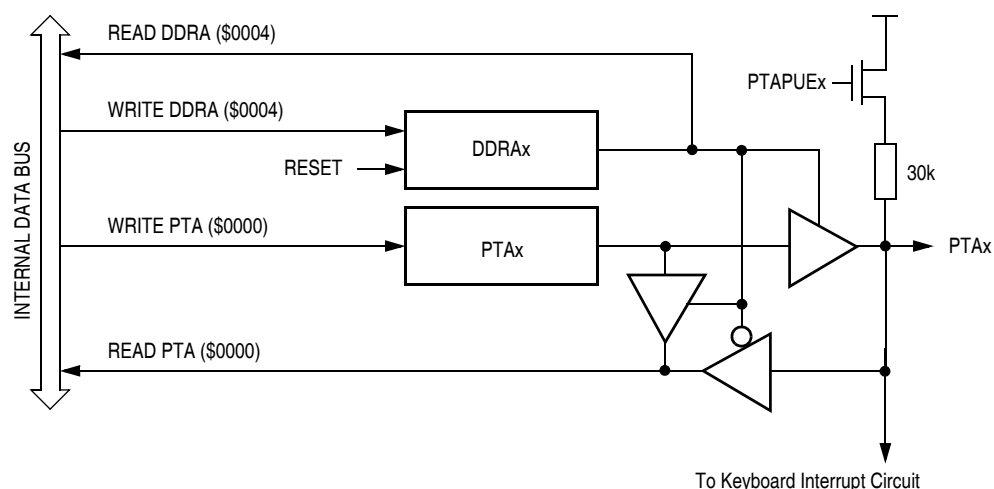 READ DDRA ($0004)
PTAPUEx
WRITE DDRA ($0004)
DDRAx
RESET
30k
INTERNAL DATA BUS
WRITE PTA ($0000)
PTAx
PTAx
READ PTA ($0000)
To Keyboard Interrupt Circuit